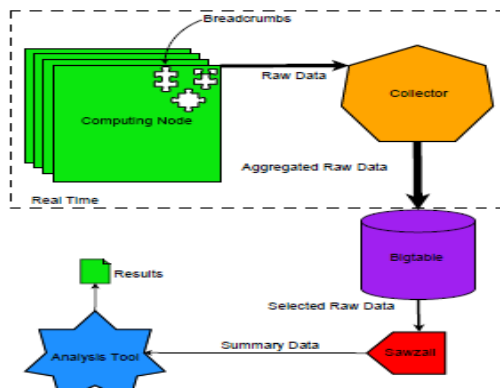 Breadcrumbs
Raw Data
Collector
Computing Node
Aggregated Raw Data
Real Time
Bigtable
Results
Selected Raw Data
Analysis Tool
Summary Data
Sawzall